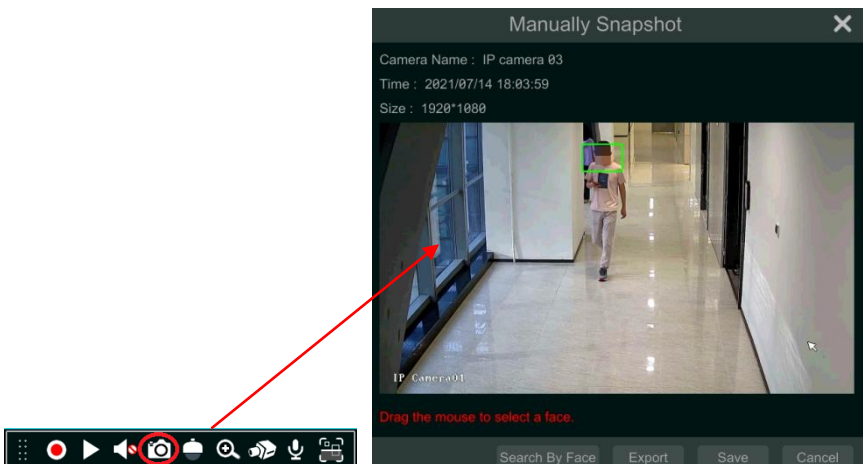 Manually Snapshot
Camera Name : IP camera 03
Time : 2021/07/14 18:03:59
Size : 1920*1080
IP Camera01
Drag the mouse to select a face.
Search By Face Export Save Cancel